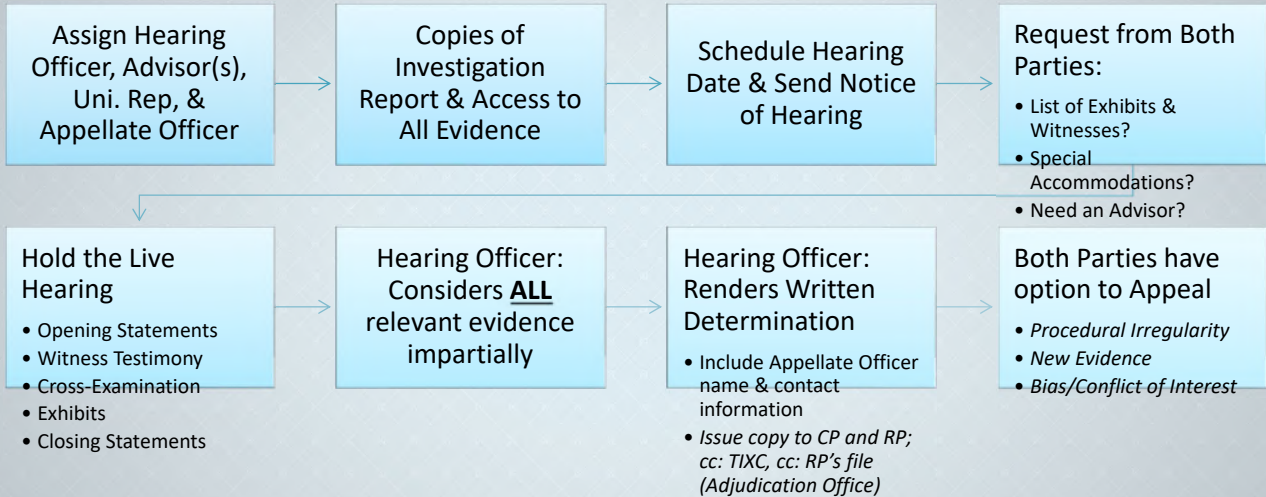 Assign Hearing
Officer, Advisor(s),
Uni. Rep, &
Appellate Officer
Copies of
Investigation
Report & Access to
All Evidence
Schedule Hearing
Date & Send Notice
of Hearing
Request from Both
Parties:
• List of Exhibits &
Witnesses?
• Special
Accommodations?
• Need an Advisor?
Hold the Live
Hearing
• Opening Statements
• Witness Testimony
• Cross-Examination
• Exhibits
• Closing Statements
Hearing Officer:
Considers ALL
relevant evidence
impartially
Hearing Officer:
Renders Written
Determination
• Include Appellate Officer
name & contact
information
• Issue copy to CP and RP;
cc: TIXC, cc: RP's file
(Adjudication Office)
Both Parties have
option to Appeal
• Procedural Irregularity
• New Evidence
• Bias/Conflict of Interest